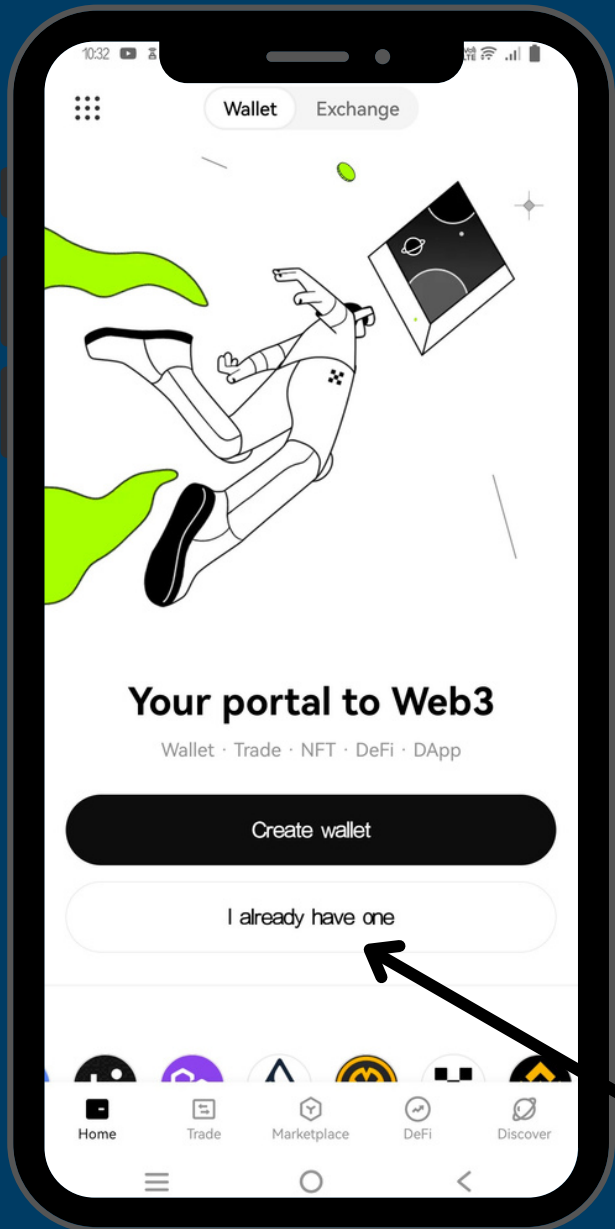 10:32
Wallet Exchange
Your portal to Web3
Wallet · Trade · NFT · DeFi · DApp
Create wallet
I already have one
Home Trade Marketplace DeFi Discover